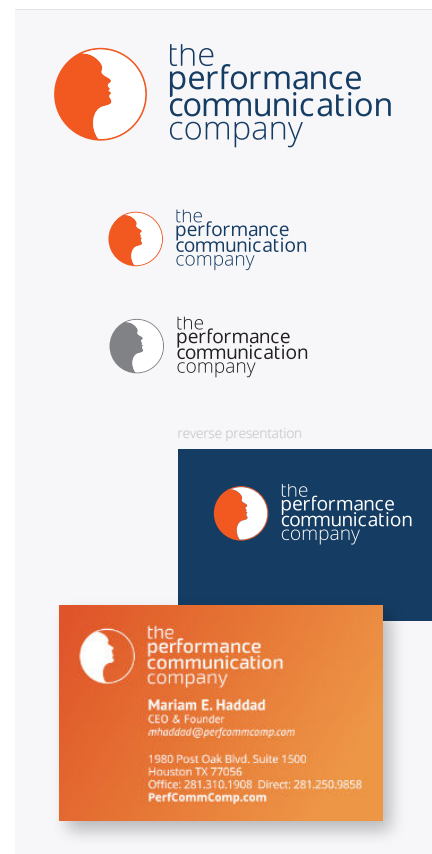 the
performance
communication
company
the
performance
communication
company
the
performance
communication
company
reverse presentation
the
performance
communication
company
the
performance
communication
company
Mariam E. Haddad
CEO & Founder
mhaddad@perfcommcomp.com
1980 Post Oak Blvd. Suite 1500
Houston TX 77056
Office: 281.310.1908 Direct: 281.250.9858
PerfCommComp.com